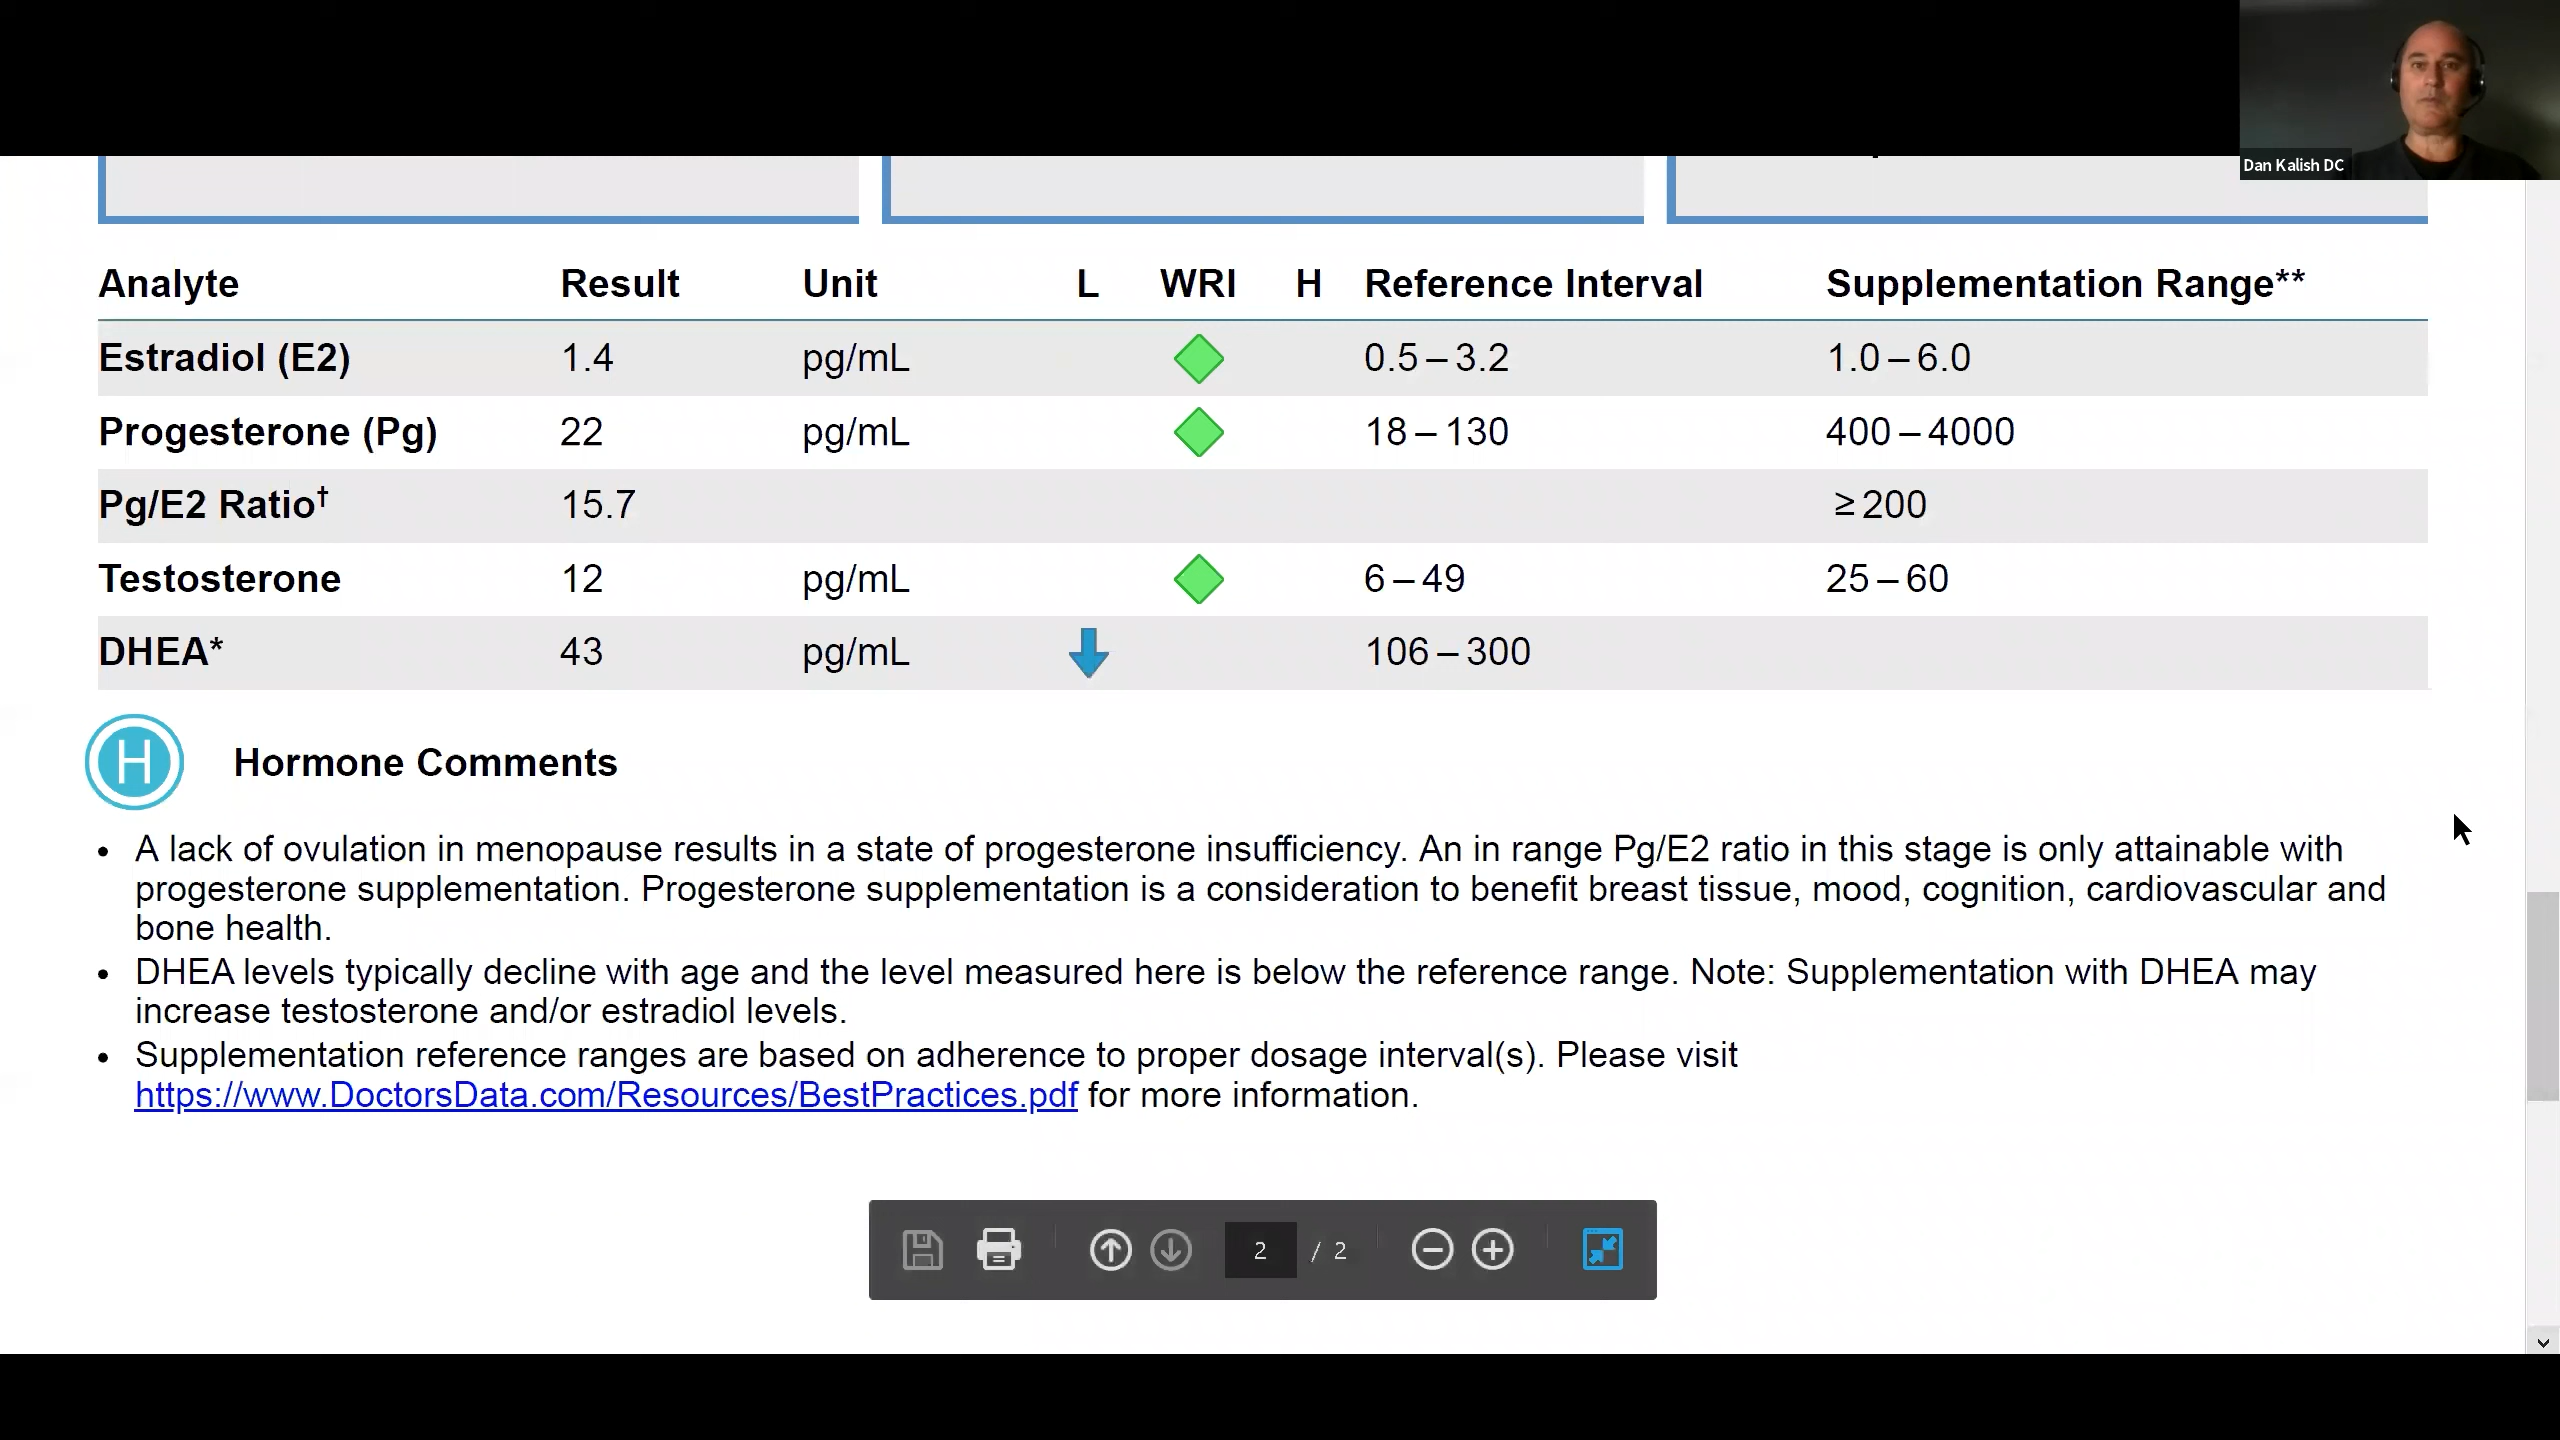 Dan Kalish DC
Analyte Result Unit L WRI H Reference Interval Supplementation Range**
Estradiol (E2) 1.4 pg/mL 0.5 – 3.2 1.0 – 6.0
Progesterone (Pg) 22 pg/mL 18 – 130 400 – 4000
Pg/E2 Ratio† 15.7 ≥ 200
Testosterone 12 pg/mL 6 – 49 25 – 60
DHEA* 43 pg/mL 106 – 300
H Hormone Comments
• A lack of ovulation in menopause results in a state of progesterone insufficiency. An in range Pg/E2 ratio in this stage is only attainable with
progesterone supplementation. Progesterone supplementation is a consideration to benefit breast tissue, mood, cognition, cardiovascular and
bone health.
• DHEA levels typically decline with age and the level measured here is below the reference range. Note: Supplementation with DHEA may
increase testosterone and/or estradiol levels.
• Supplementation reference ranges are based on adherence to proper dosage interval(s). Please visit
https://www.DoctorsData.com/Resources/BestPractices.pdf for more information.
2 / 2